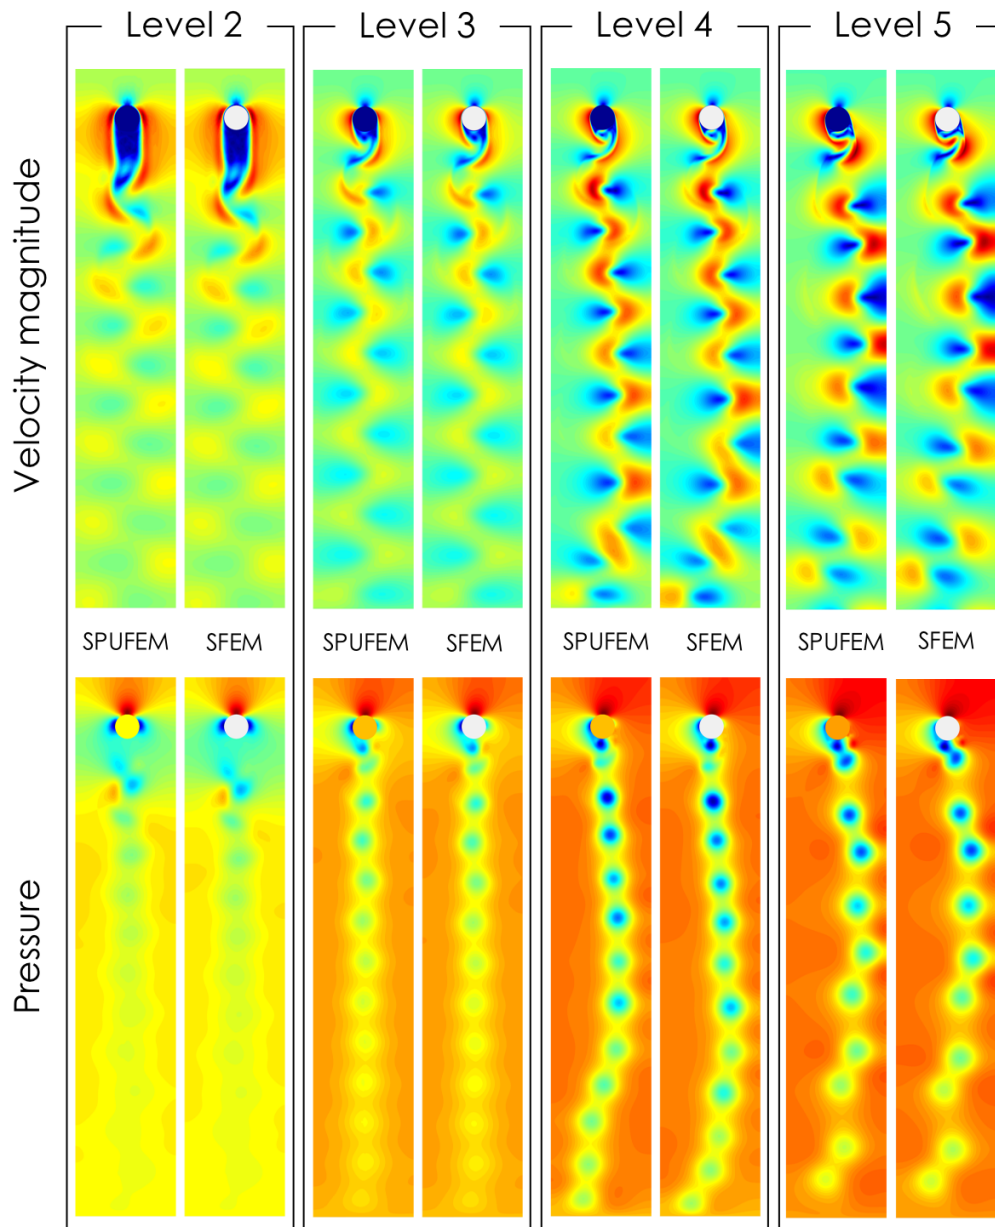 Level 2 Level 3 Level 4 Level 5
Velocity magnitude
SPUFEM SFEM SPUFEM SFEM SPUFEM SFEM SPUFEM SFEM
Pressure